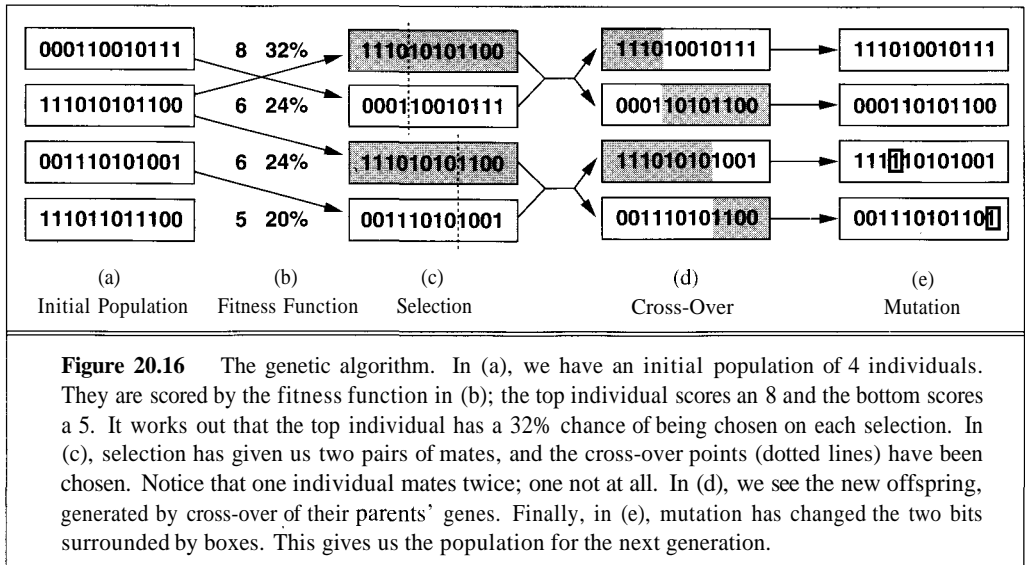 000110010111 8 32% 111010101100 111010010111 111010010111
111010101100 6 24% 000110010111 000110101100 000110101100
001110101001 6 24% 111010101100 111010101001 111110101001
111011011100 5 20% 001110101001 001110101100 001110101101
(a) (b) (c) (d) (e)
Initial Population Fitness Function Selection Cross-Over Mutation
Figure 20.16 The genetic algorithm. In (a), we have an initial population of 4 individuals.
They are scored by the fitness function in (b); the top individual scores an 8 and the bottom scores
a 5. It works out that the top individual has a 32% chance of being chosen on each selection. In
(c), selection has given us two pairs of mates, and the cross-over points (dotted lines) have been
chosen. Notice that one individual mates twice; one not at all. In (d), we see the new offspring,
generated by cross-over of their parents' genes. Finally, in (e), mutation has changed the two bits
surrounded by boxes. This gives us the population for the next generation.